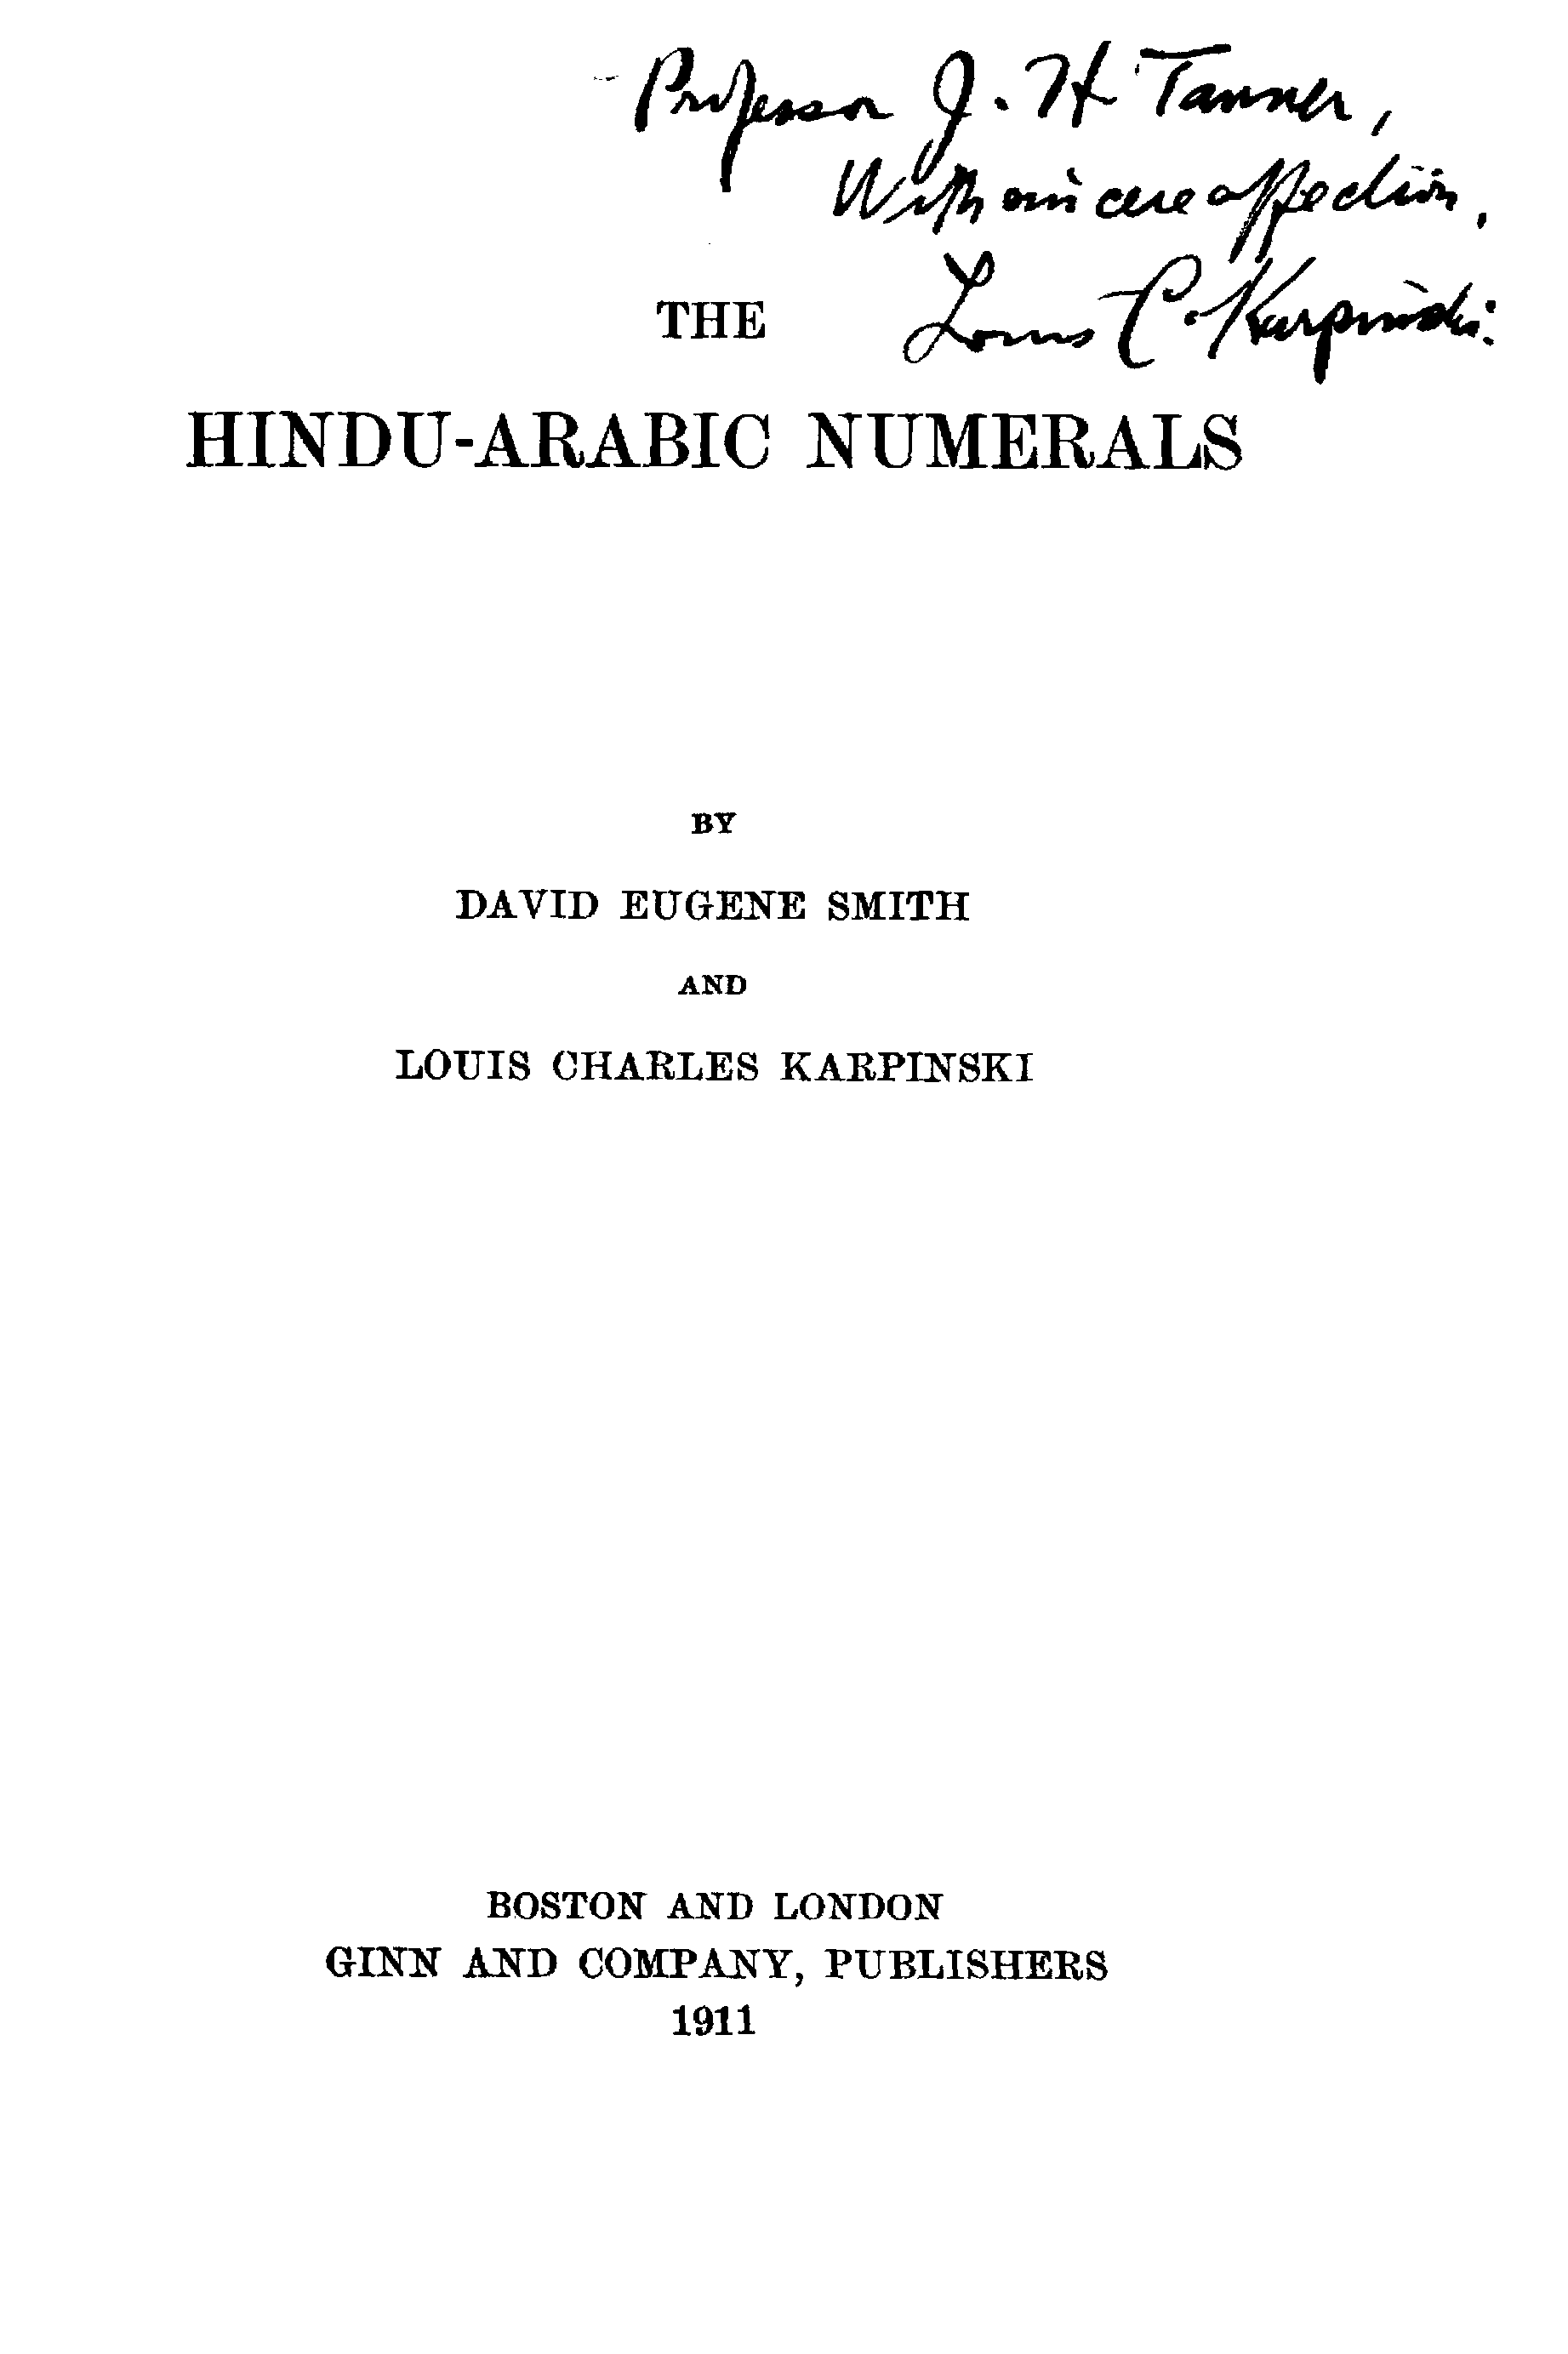 Professor J. H. Tanner,
With sincere affection,
Louis C. Karpinski.
THE
HINDU-ARABIC NUMERALS
BY
DAVID EUGENE SMITH
AND
LOUIS CHARLES KARPINSKI
BOSTON AND LONDON
GINN AND COMPANY, PUBLISHERS
1911